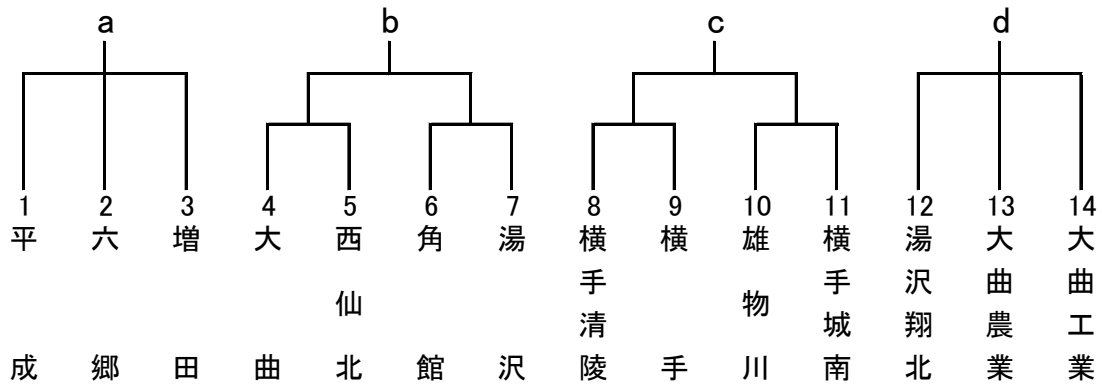 a b c d
1 2 3 4 5 6 7 8 9 10 11 12 13 14
平成
六郷
増田
大曲
西仙北
角館
湯沢
横手清陵
横手
雄物川
横手城南
湯沢翔北
大曲農業
大曲工業